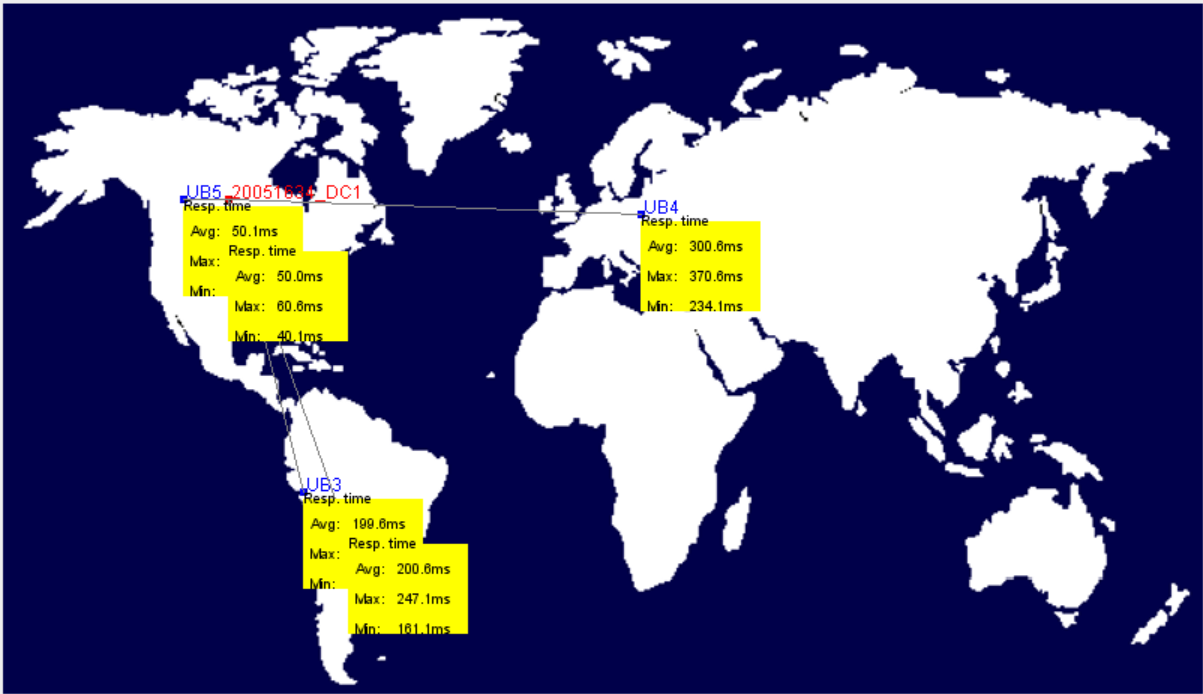 UB5
20051634_DC1
Resp. time
Avg: 50.1ms
Max:
Min:
Resp. time
Avg: 50.0ms
Max: 60.6ms
Min: 40.1ms
UB4
Resp. time
Avg: 300.6ms
Max: 370.6ms
Min: 234.1ms
UB3
Resp. time
Avg: 199.6ms
Max:
Min:
Resp. time
Avg: 200.6ms
Max: 247.1ms
Min: 161.1ms